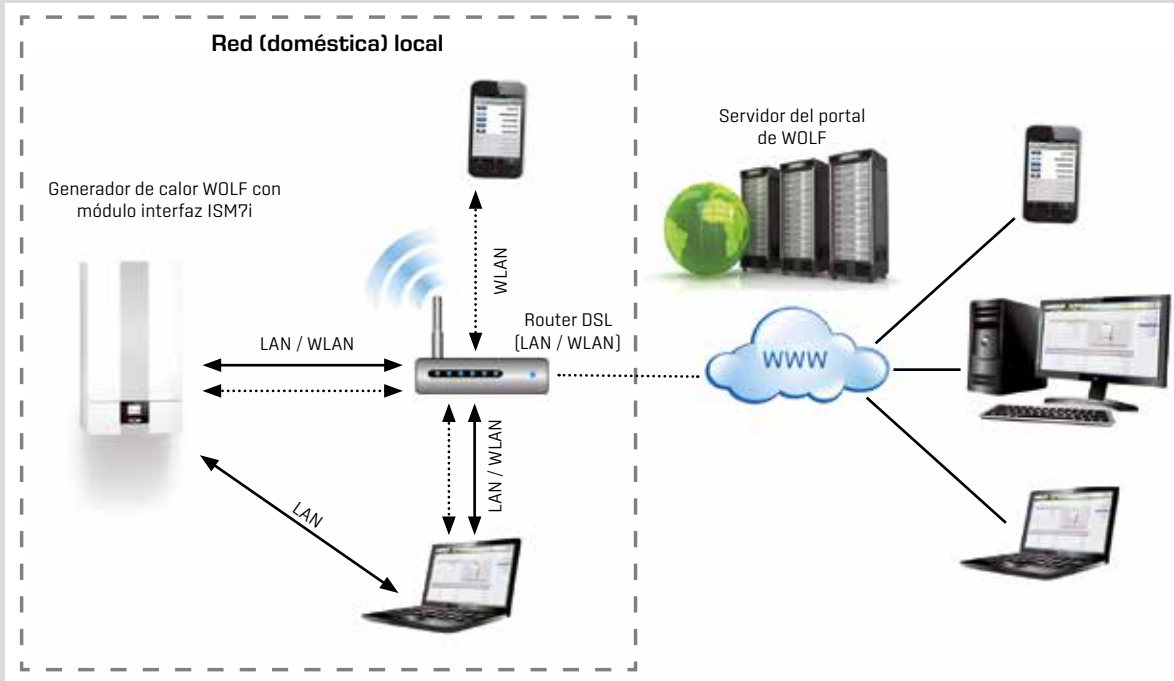 Red (doméstica) local
Generador de calor WOLF con
módulo interfaz ISM7i
WLAN
LAN / WLAN
Router DSL
(LAN / WLAN)
LAN / WLAN
LAN
Servidor del portal
de WOLF
WWW